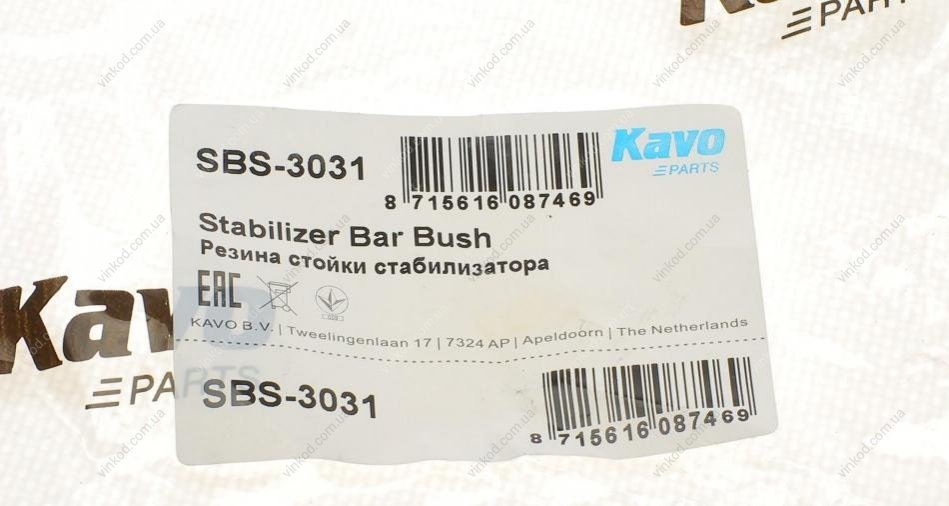 PARTS
SBS-3031
8 715616 087469
Kavo
PARTS
Stabilizer Bar Bush
Резина стойки стабилизатора
EAC
KAVO B.V. | Tweelingenlaan 17 | 7324 AP | Apeldoorn | The Netherlands
Kavo
PARTS
SBS-3031
8 715616 087469
vinkod.com.ua